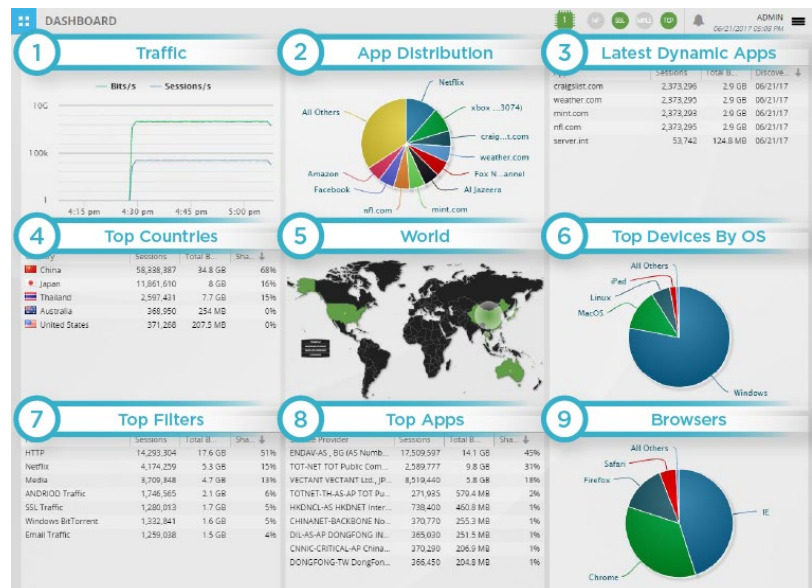 DASHBOARD
1 NF SSL MPLS TCP ADMIN
06/21/2017 05:08 PM
1 Traffic
Bits/s Sessions/s
10G
100k
1
4:15 pm 4:30 pm 4:45 pm 5:00 pm
2 App Distribution
Netflix
xbox ...3074)
craig...t.com
weather.com
Fox N...annel
Al Jazeera
mint.com
nfl.com
Facebook
Amazon
All Others
3 Latest Dynamic Apps
Sessions Total B... Discove...
craigslist.com 2,373,296 2.9 GB 06/21/17
weather.com 2,373,295 2.9 GB 06/21/17
mint.com 2,373,293 2.9 GB 06/21/17
nfl.com 2,373,295 2.9 GB 06/21/17
server.int 53,742 124.8 MB 06/21/17
4 Top Countries
Sessions Total B... Sha...
China 58,338,387 34.8 GB 68%
Japan 11,861,610 8 GB 16%
Thailand 2,597,431 7.7 GB 15%
Australia 368,950 254 MB 0%
United States 371,268 207.5 MB 0%
5 World
6 Top Devices By OS
All Others
iPad
Linux
MacOS
Windows
7 Top Filters
Sessions Total B... Sha...
HTTP 14,293,304 17.6 GB 51%
Netflix 4,174,259 5.3 GB 15%
Media 3,709,848 4.7 GB 13%
ANDRIOD Traffic 1,746,565 2.1 GB 6%
SSL Traffic 1,280,013 1.7 GB 5%
Windows BitTorrent 1,332,841 1.6 GB 5%
Email Traffic 1,259,038 1.5 GB 4%
8 Top Apps
Provider Sessions Total B... Sha...
ENDAV-AS , BG (AS Numb... 17,509,597 14.1 GB 45%
TOT-NET TOT Public Com... 2,589,777 9.8 GB 31%
VECTANT VECTANT Ltd., JP... 8,519,440 5.8 GB 18%
TOTNET-TH-AS-AP TOT Pu... 271,935 570.4 MB 2%
HKDNCL-AS HKDNET Inter... 738,400 460.8 MB 1%
CHINANET-BACKBONE No... 370,770 255.3 MB 1%
DIL-AS-AP DONGFONG IN... 365,030 251.5 MB 1%
CNNIC-CRITICAL-AP China... 370,290 206.9 MB 1%
DONGFONG-TW DongFon... 366,450 204.8 MB 1%
9 Browsers
All Others
Safari
Firefox
IE
Chrome